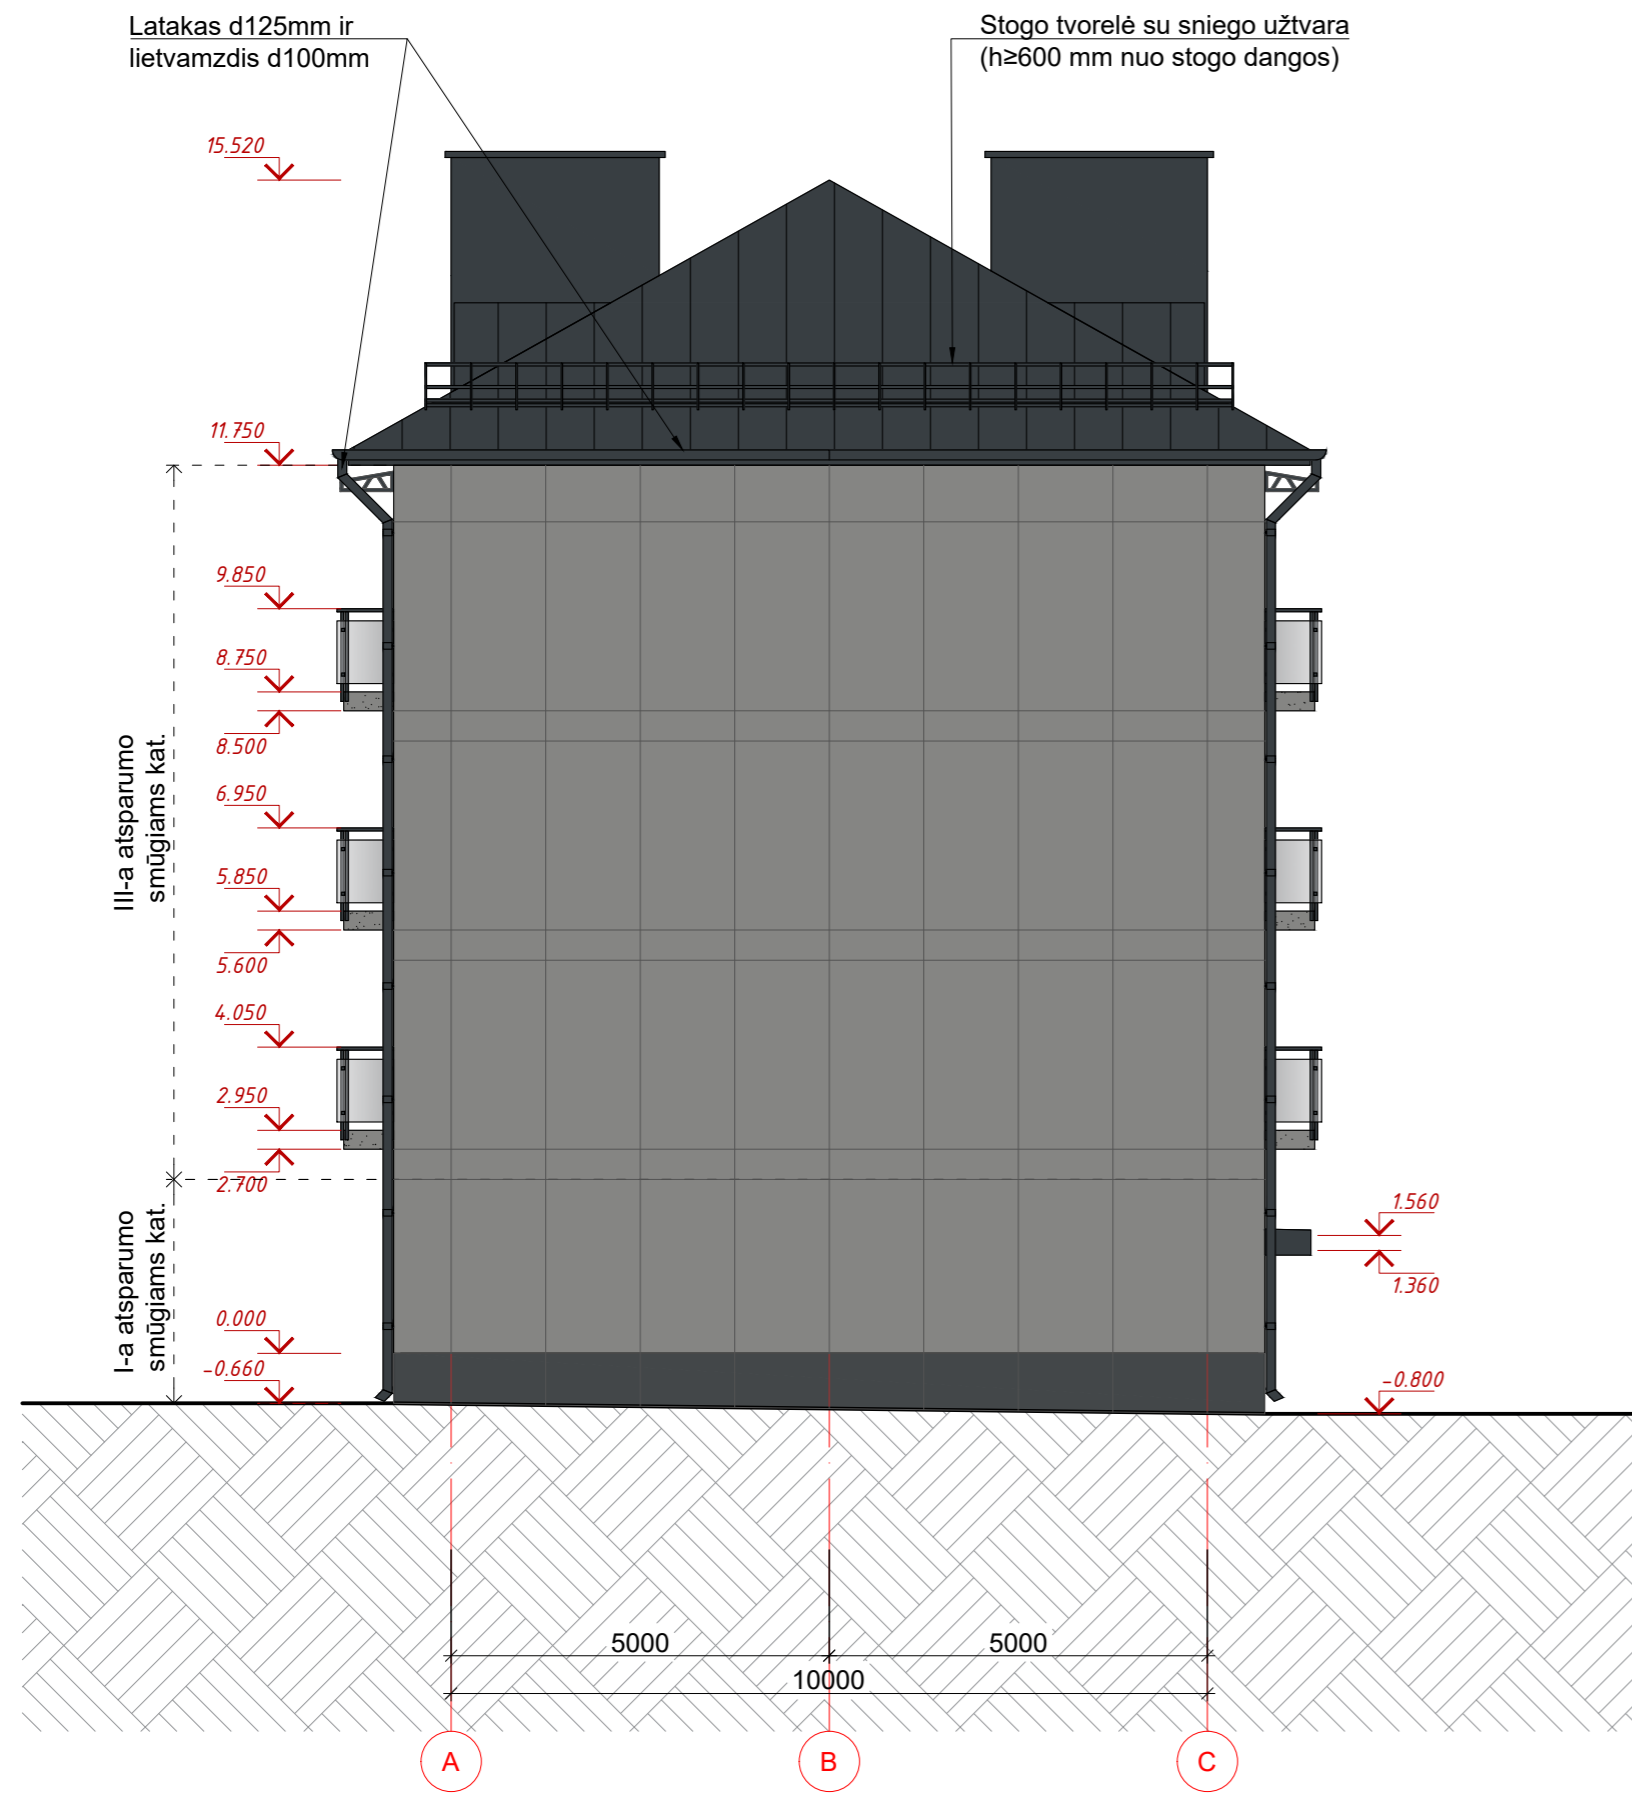 Latakas d125mm ir
lietvamzdis d100mm
Stogo tvorelė su sniego užtvara
(h≥600 mm nuo stogo dangos)
15.520
11.750
9.850
8.750
8.500
6.950
5.850
5.600
4.050
2.950
2.700
0.000
-0.660
III-a atsparumo
smūgiams kat.
I-a atsparumo
smūgiams kat.
1.560
1.360
-0.800
5000
5000
10000
A
B
C